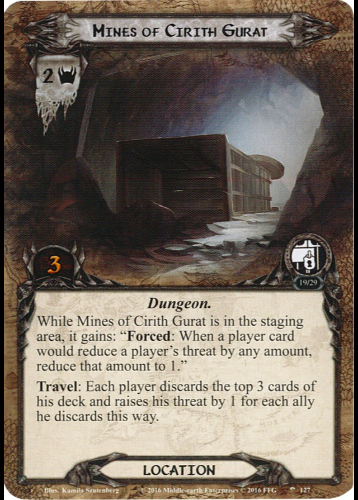 MINES OF CIRITH GURAT
2
3
19/29
Dungeon.
While Mines of Cirith Gurat is in the staging
area, it gains: “Forced: When a player card
would reduce a player’s threat by any amount,
reduce that amount to 1.”
Travel: Each player discards the top 3 cards of
his deck and raises his threat by 1 for each ally
he discards this way.
Illus. Kamila Szutenberg
© 2016 Middle-earth Enterprises © 2016 FFG
127
LOCATION